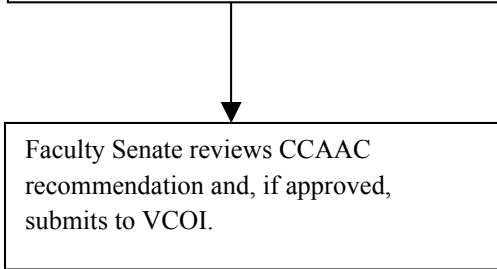 Faculty Senate reviews CCAAC
recommendation and, if approved,
submits to VCOI.